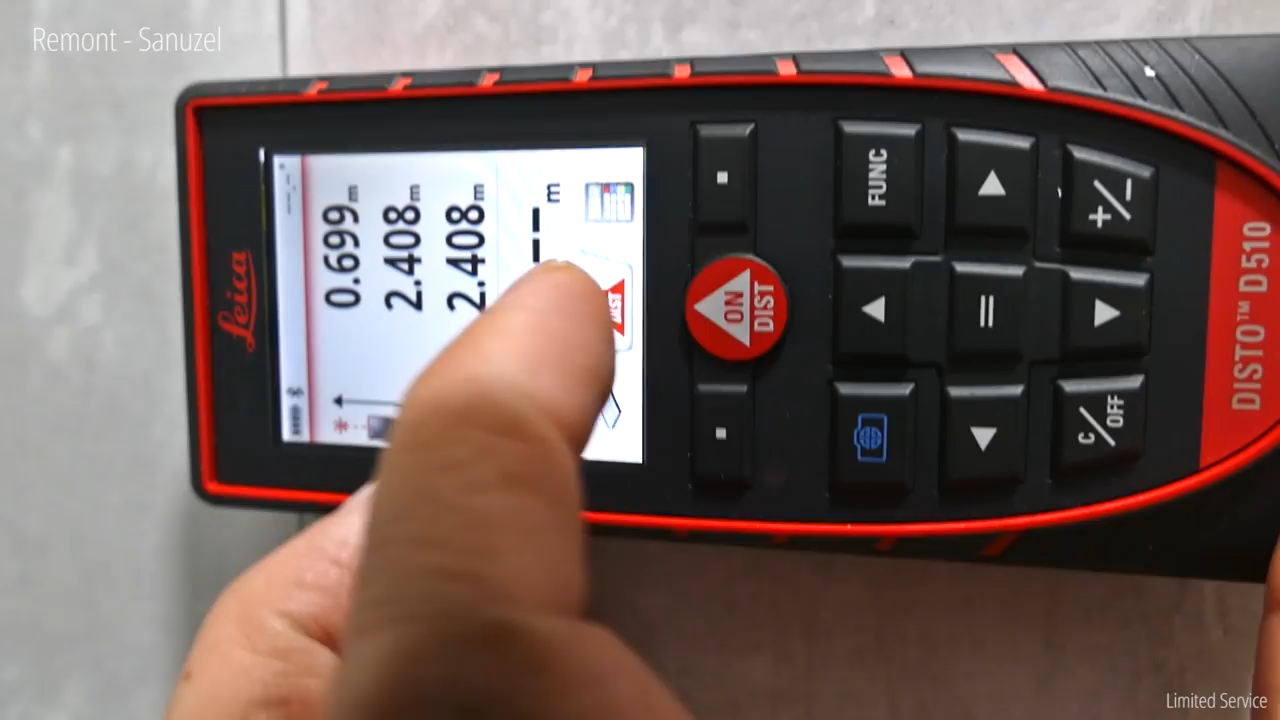 Remont - Sanuzel
Leica
0.699m
2.408m
2.408m
m
ON
DIST
FUNC
+/-
=
C/OFF
DISTO™ D510
Limited Service